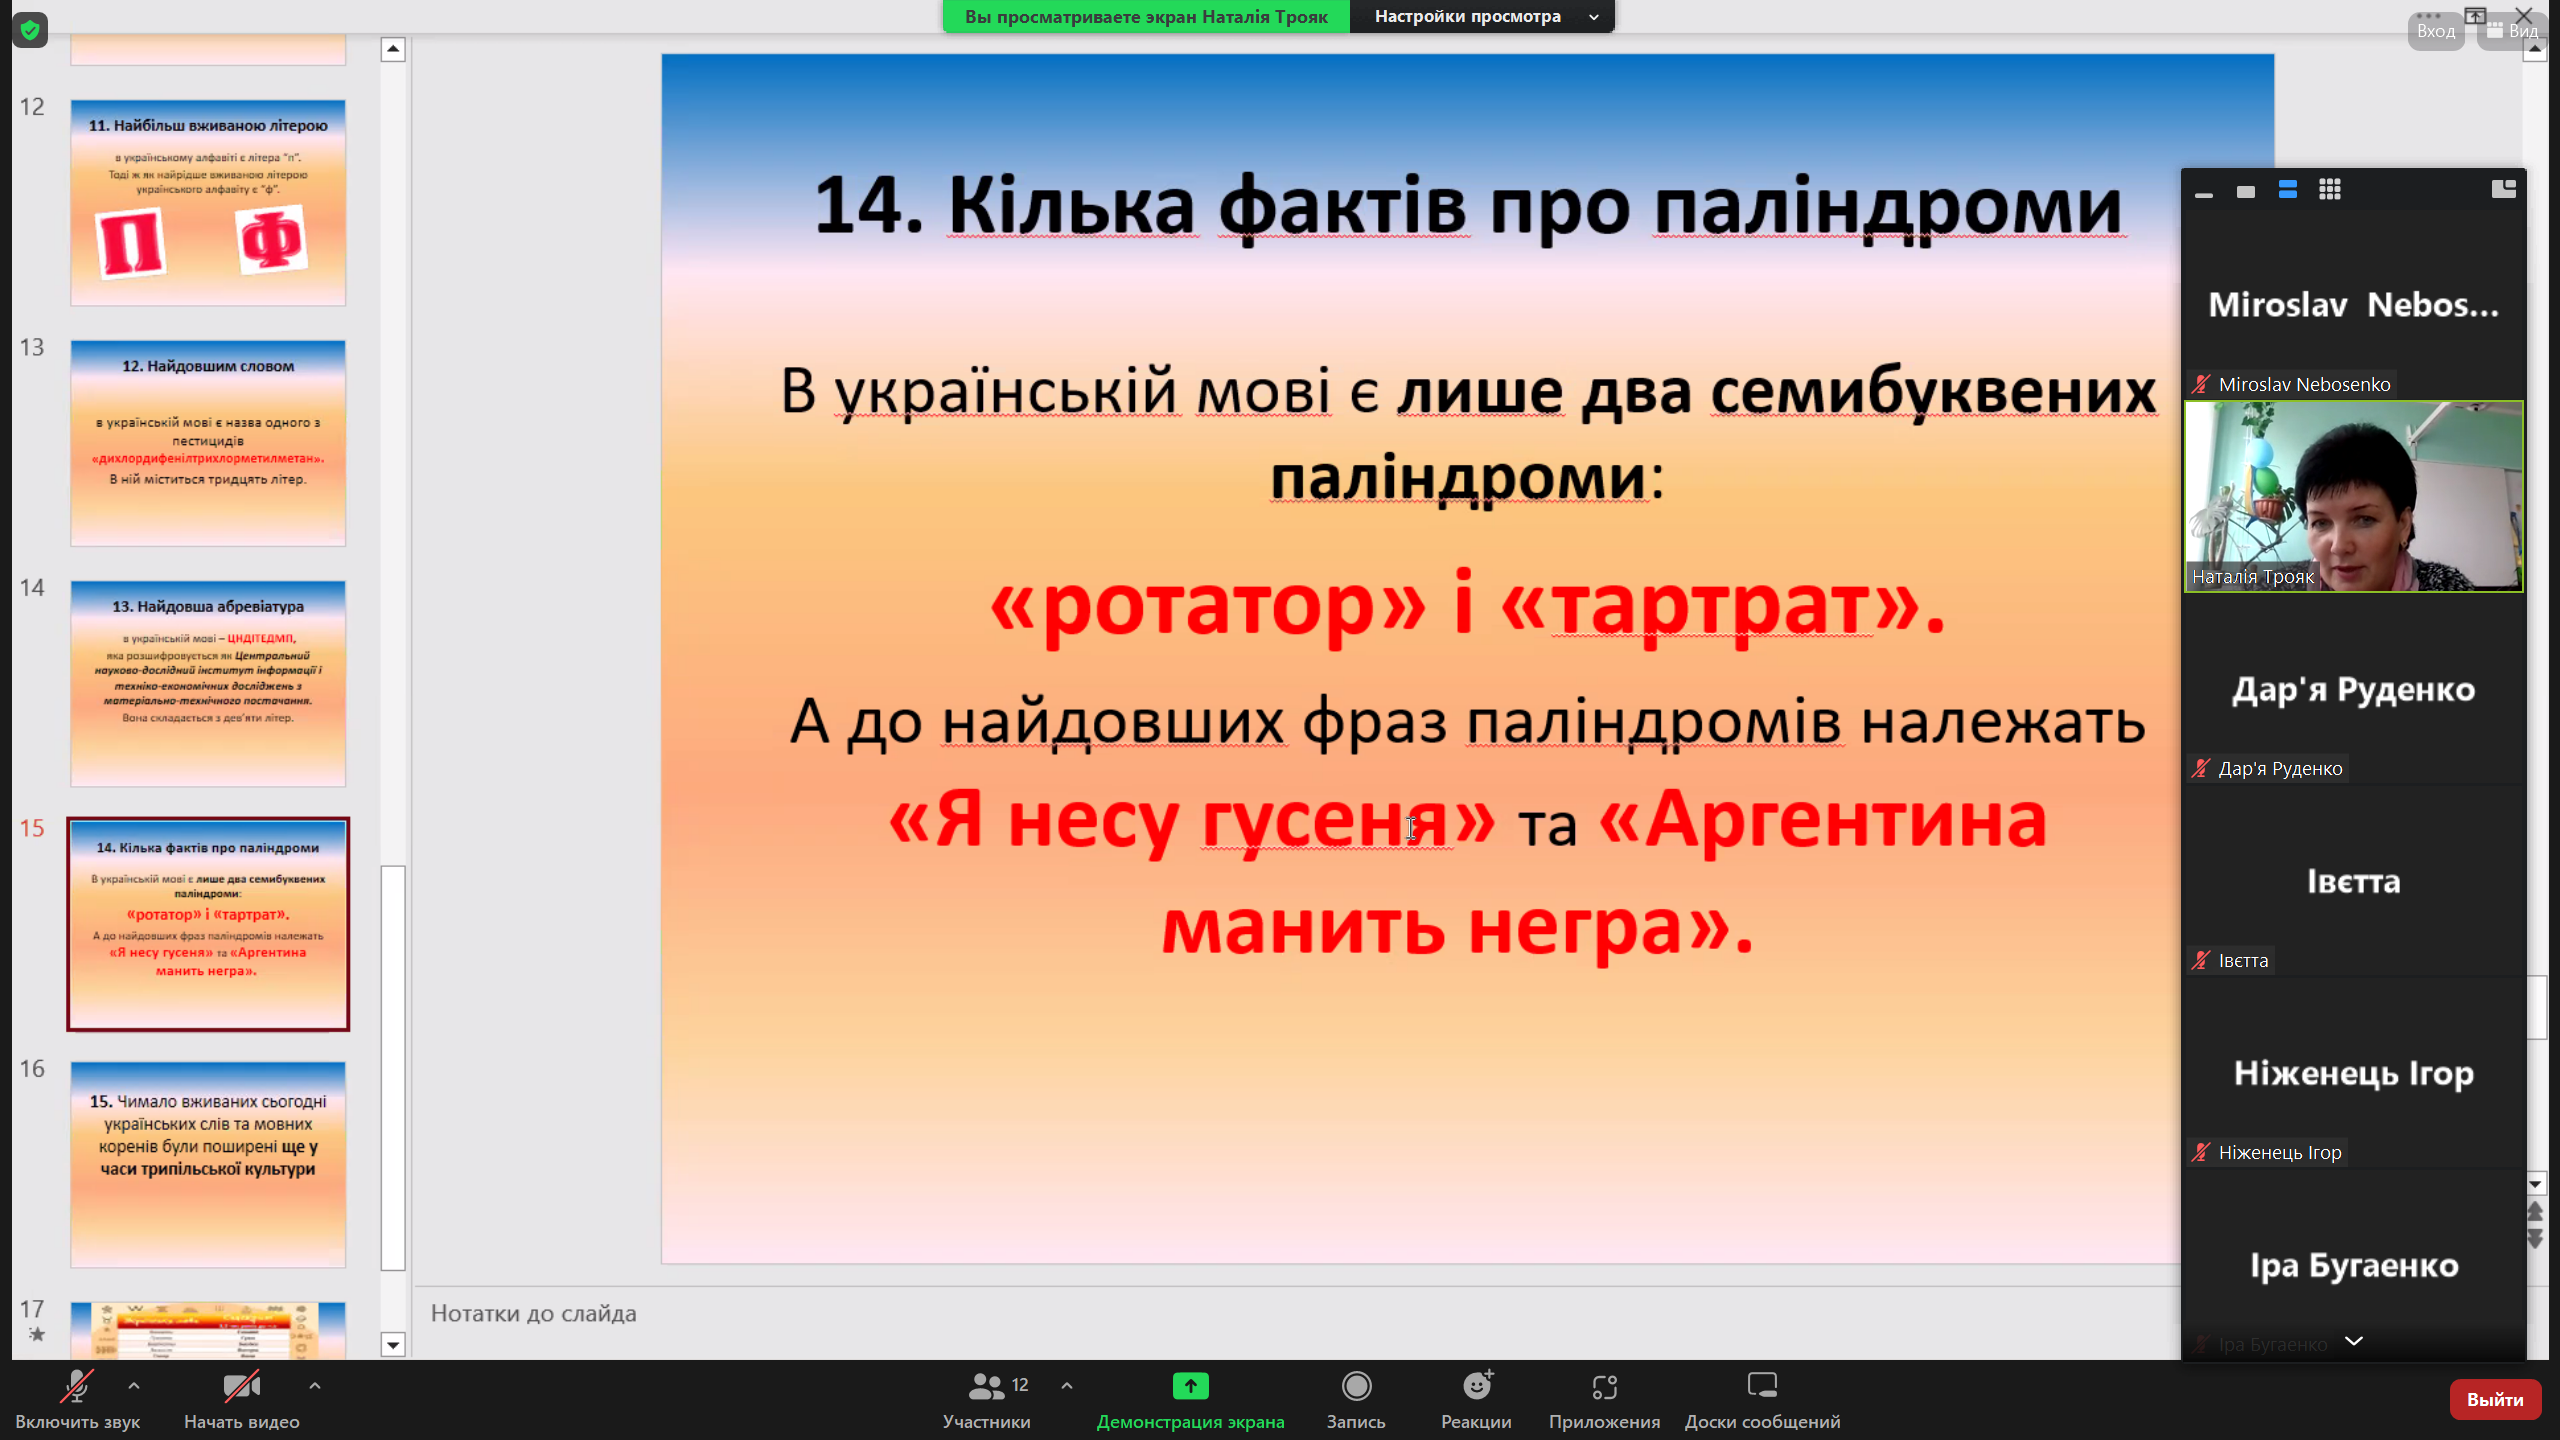 Вы просматриваете экран Наталія Трояк
Настройки просмотра
Вход
Вид
12
11. Найбільш вживаною літерою
в українському алфавіті є літера "п".
Тоді ж як найрідше вживаною літерою
українського алфавіту є "ф".
П Ф
13
12. Найдовшим словом
в українській мові є назва одного з
пестицидів
«дихлордифенілтрихлорметилметан».
В ній міститься тридцять літер.
14
13. Найдовша абревіатура
в українській мові – ЦНДІТЕДМП,
яка розшифровується як Центральний
науково-дослідний інститут інформації і
техніко-економічних досліджень з
матеріально-технічного постачання.
Вона складається з дев'яти літер.
15
14. Кілька фактів про паліндроми
В українській мові є лише два семибуквених
паліндроми:
«ротатор» і «тартрат».
А до найдовших фраз паліндромів належать
«Я несу гусеня» та «Аргентина
манить негра».
16
15. Чимало вживаних сьогодні
українських слів та мовних
коренів були поширені ще у
часи трипільської культури
17
14. Кілька фактів про паліндроми
В українській мові є лише два семибуквених
паліндроми:
«ротатор» і «тартрат».
А до найдовших фраз паліндромів належать
«Я несу гусеня» та «Аргентина
манить негра».
Нотатки до слайда
Miroslav Nebos...
Miroslav Nebosenko
Наталія Трояк
Дар'я Руденко
Дар'я Руденко
Івєтта
Івєтта
Ніженець Ігор
Ніженець Ігор
Іра Бугаенко
Іра Бугаенко
Включить звук
Начать видео
12
Участники
Демонстрация экрана
Запись
Реакции
Приложения
Доски сообщений
Выйти